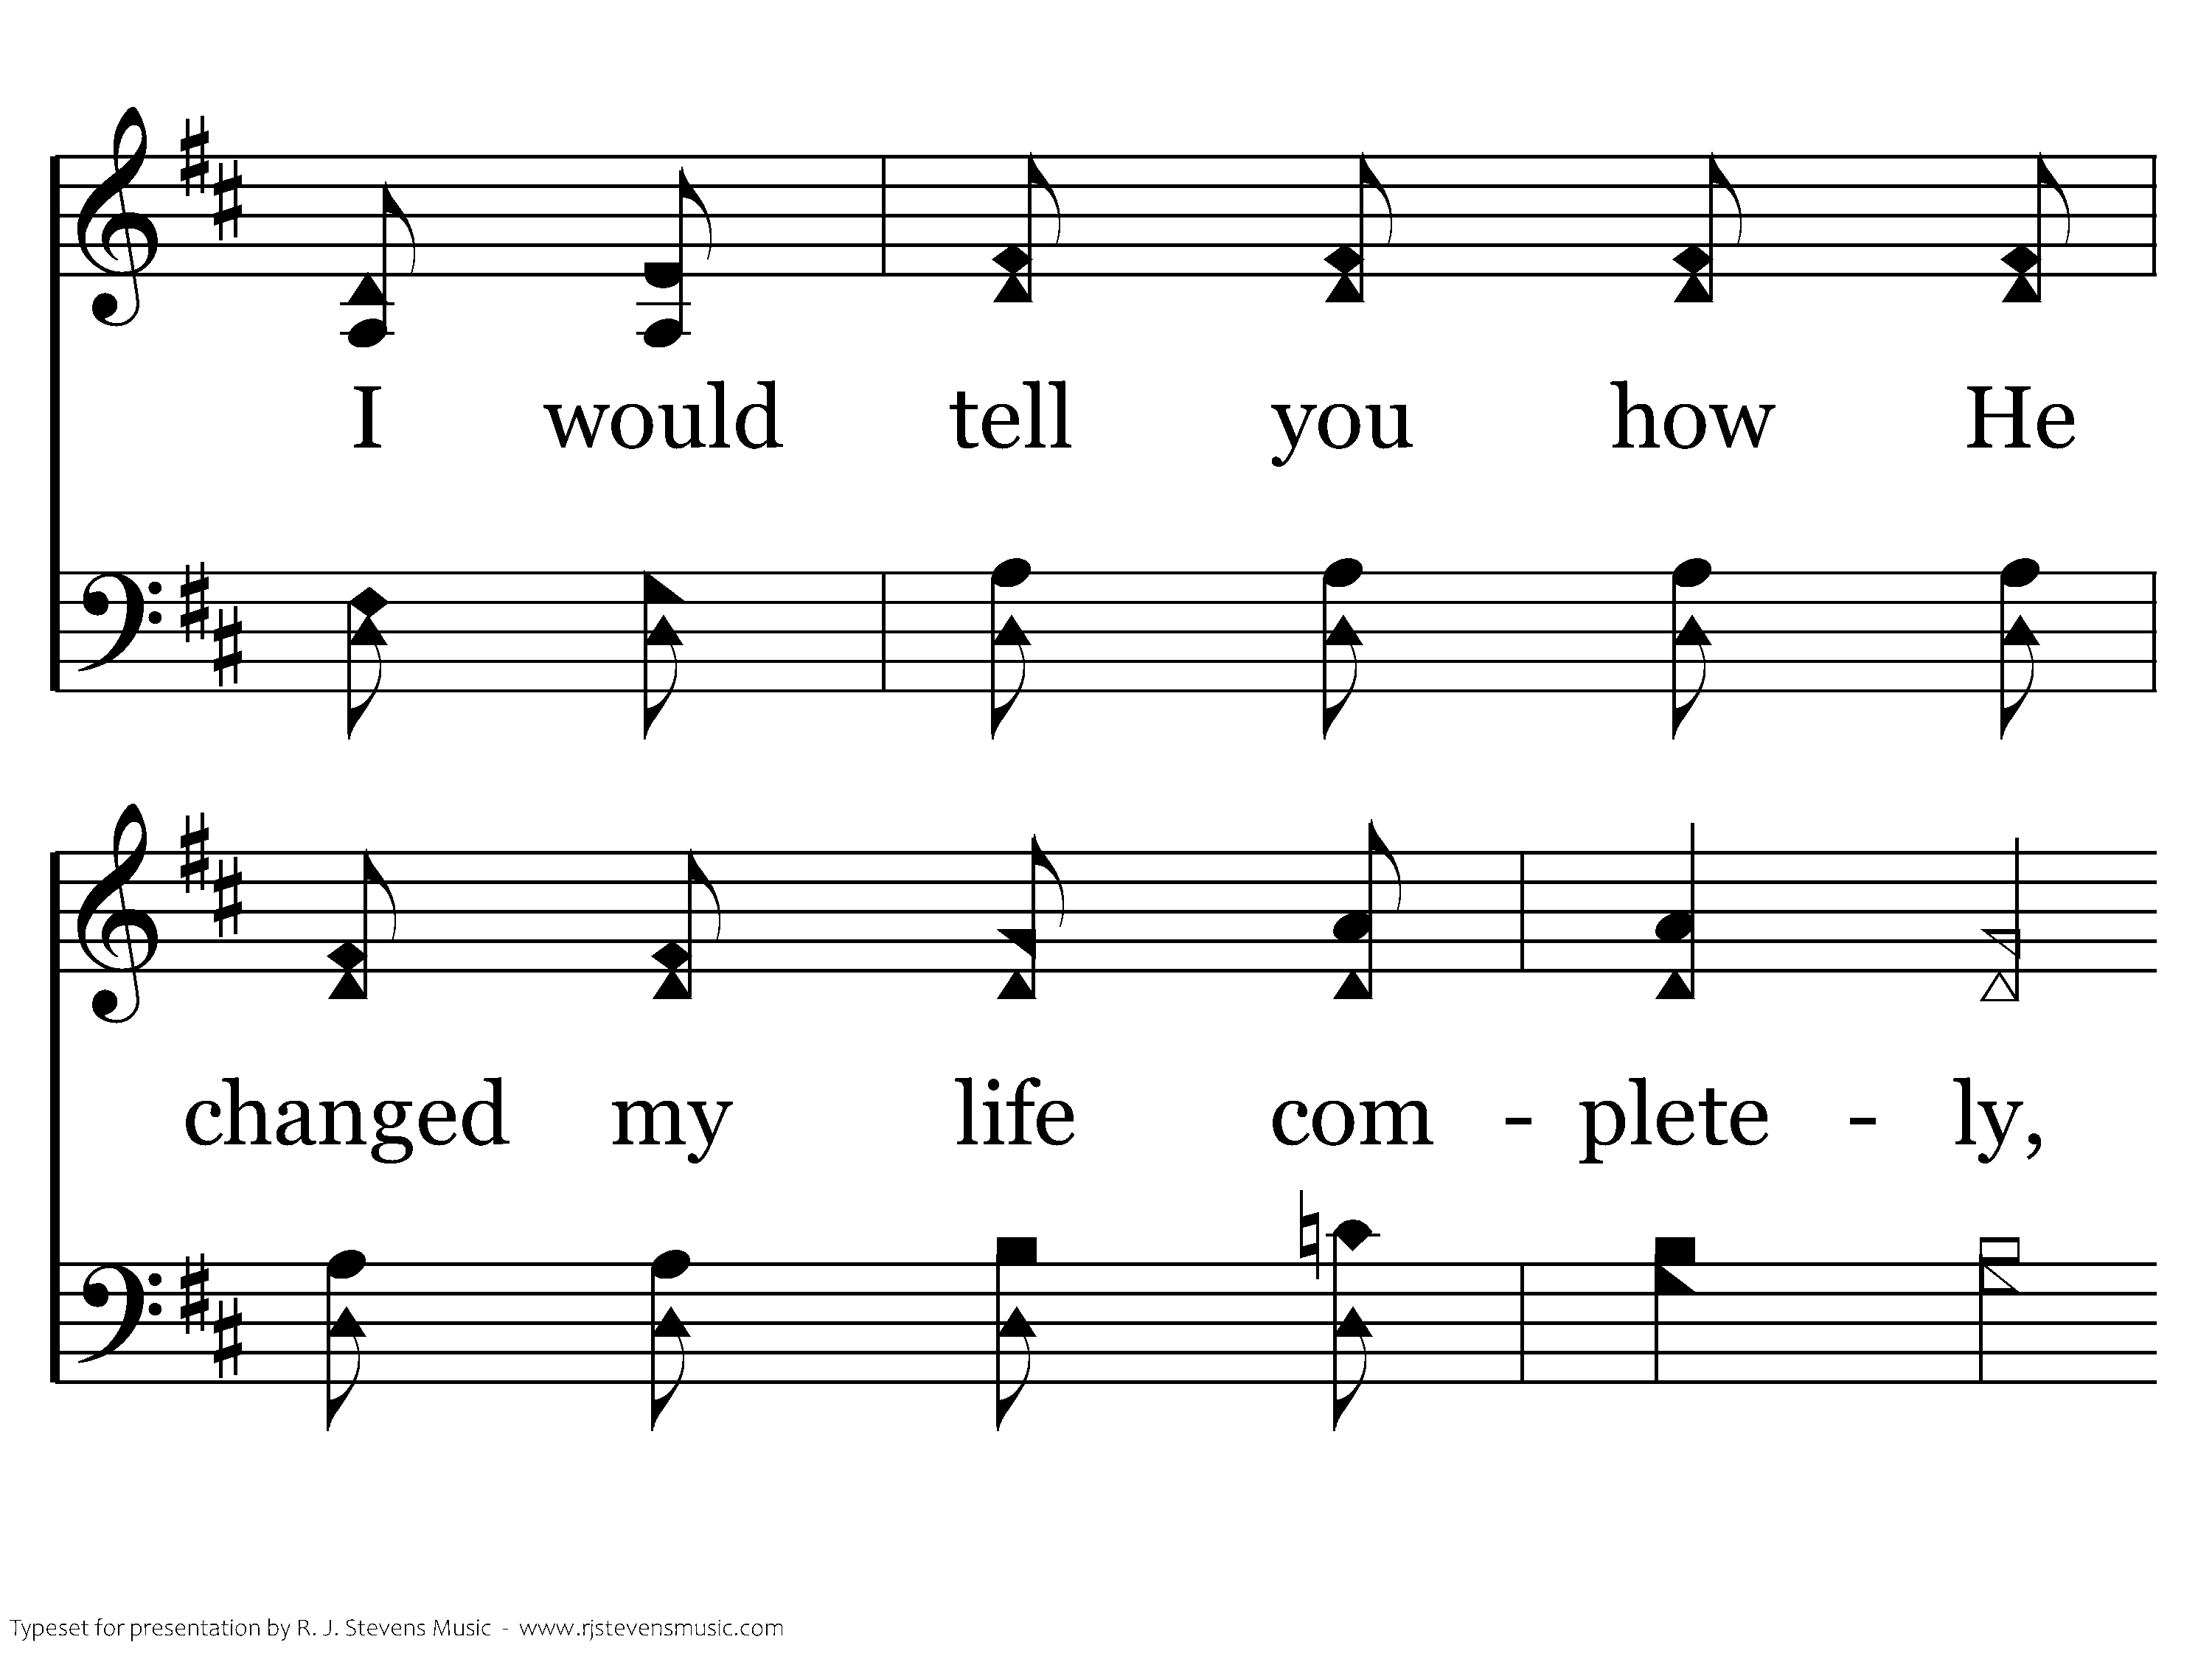 I would tell you how He
changed my life com - plete - ly,
Typeset for presentation by R. J. Stevens Music - www.rjstevensmusic.com